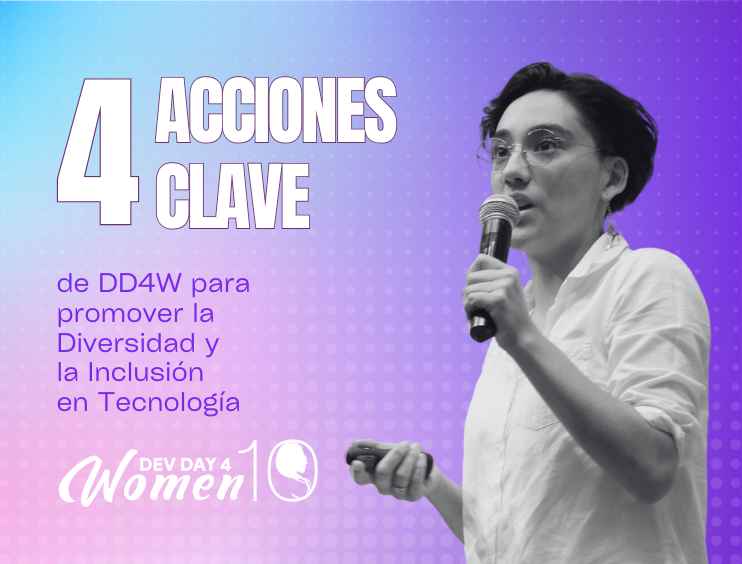 4 ACCIONES
CLAVE
de DD4W para
promover la
Diversidad y
la Inclusión
en Tecnología
DEV DAY 4
Women 10